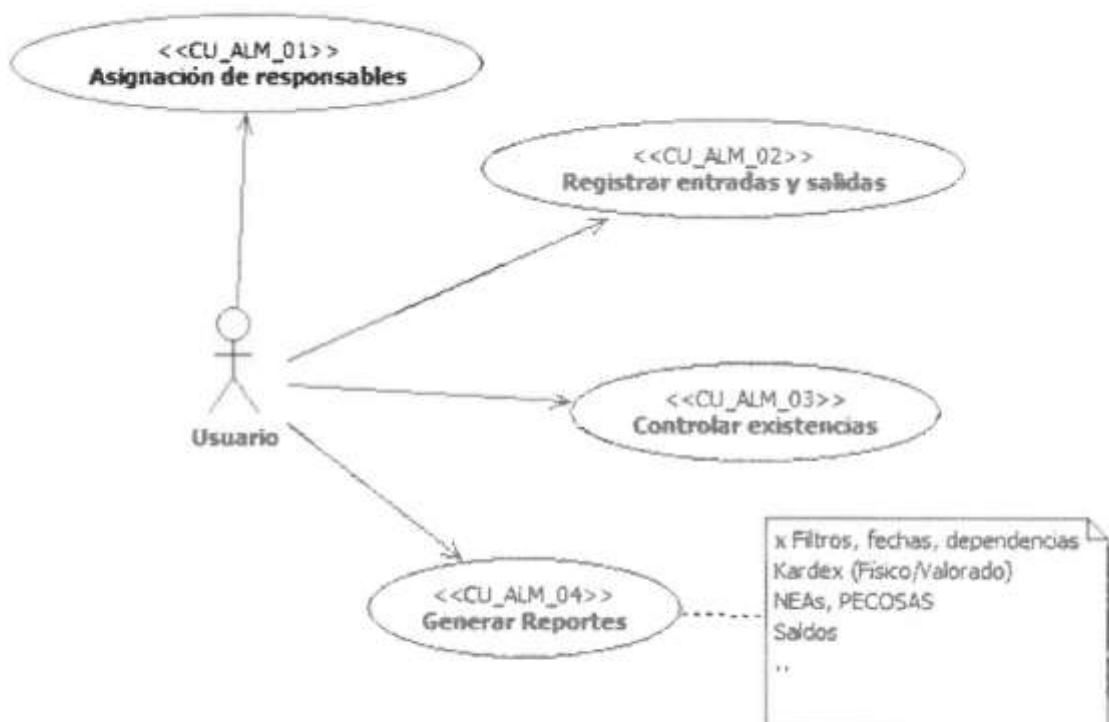 <<CU_ALM_01>>
Asignación de responsables
<<CU_ALM_02>>
Registrar entradas y salidas
<<CU_ALM_03>>
Controlar existencias
Usuario
<<CU_ALM_04>>
Generar Reportes
x Filtros, fechas, dependencias
Kardex (Físico/Valorado)
NEAs, PECOSAS
Saldos
..